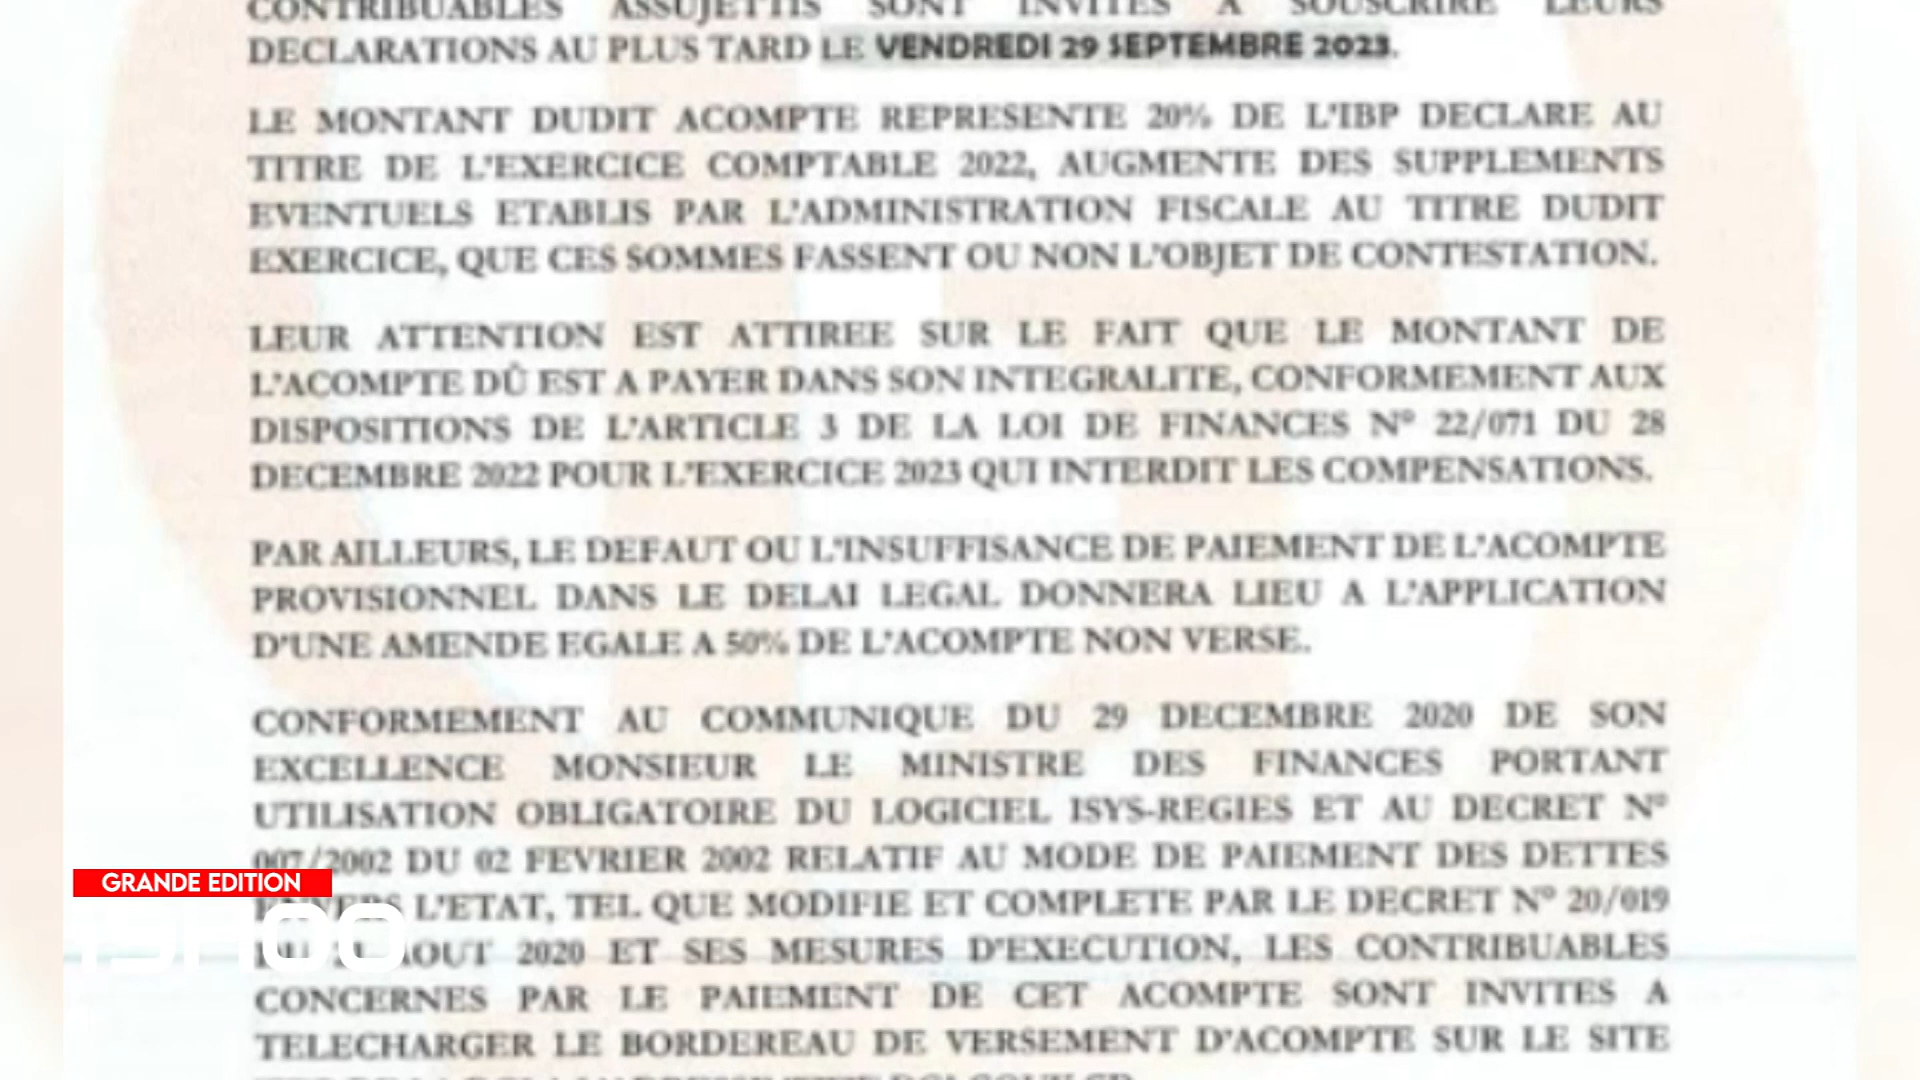 CONTRIBUABLES ASSUJETTIS SONT INVITES A SOUSCRIRE LEURS
DECLARATIONS AU PLUS TARD LE VENDREDI 29 SEPTEMBRE 2023.
LE MONTANT DUDIT ACOMPTE REPRESENTE 20% DE L'IBP DECLARE AU
TITRE DE L'EXERCICE COMPTABLE 2022, AUGMENTE DES SUPPLEMENTS
EVENTUELS ETABLIS PAR L'ADMINISTRATION FISCALE AU TITRE DUDIT
EXERCICE, QUE CES SOMMES FASSENT OU NON L'OBJET DE CONTESTATION.
LEUR ATTENTION EST ATTIREE SUR LE FAIT QUE LE MONTANT DE
L'ACOMPTE DÛ EST A PAYER DANS SON INTEGRALITE, CONFORMEMENT AUX
DISPOSITIONS DE L'ARTICLE 3 DE LA LOI DE FINANCES N° 22/071 DU 28
DECEMBRE 2022 POUR L'EXERCICE 2023 QUI INTERDIT LES COMPENSATIONS.
PAR AILLEURS, LE DEFAUT OU L'INSUFFISANCE DE PAIEMENT DE L'ACOMPTE
PROVISIONNEL DANS LE DELAI LEGAL DONNERA LIEU A L'APPLICATION
D'UNE AMENDE EGALE A 50% DE L'ACOMPTE NON VERSE.
CONFORMEMENT AU COMMUNIQUE DU 29 DECEMBRE 2020 DE SON
EXCELLENCE MONSIEUR LE MINISTRE DES FINANCES PORTANT
UTILISATION OBLIGATOIRE DU LOGICIEL ISYS-REGIES ET AU DECRET N°
007/2002 DU 02 FEVRIER 2002 RELATIF AU MODE DE PAIEMENT DES DETTES
GRANDE EDITION
ENVERS L'ETAT, TEL QUE MODIFIE ET COMPLETE PAR LE DECRET N° 20/019
AOUT 2020 ET SES MESURES D'EXECUTION, LES CONTRIBUABLES
CONCERNES PAR LE PAIEMENT DE CET ACOMPTE SONT INVITES A
TELECHARGER LE BORDEREAU DE VERSEMENT D'ACOMPTE SUR LE SITE